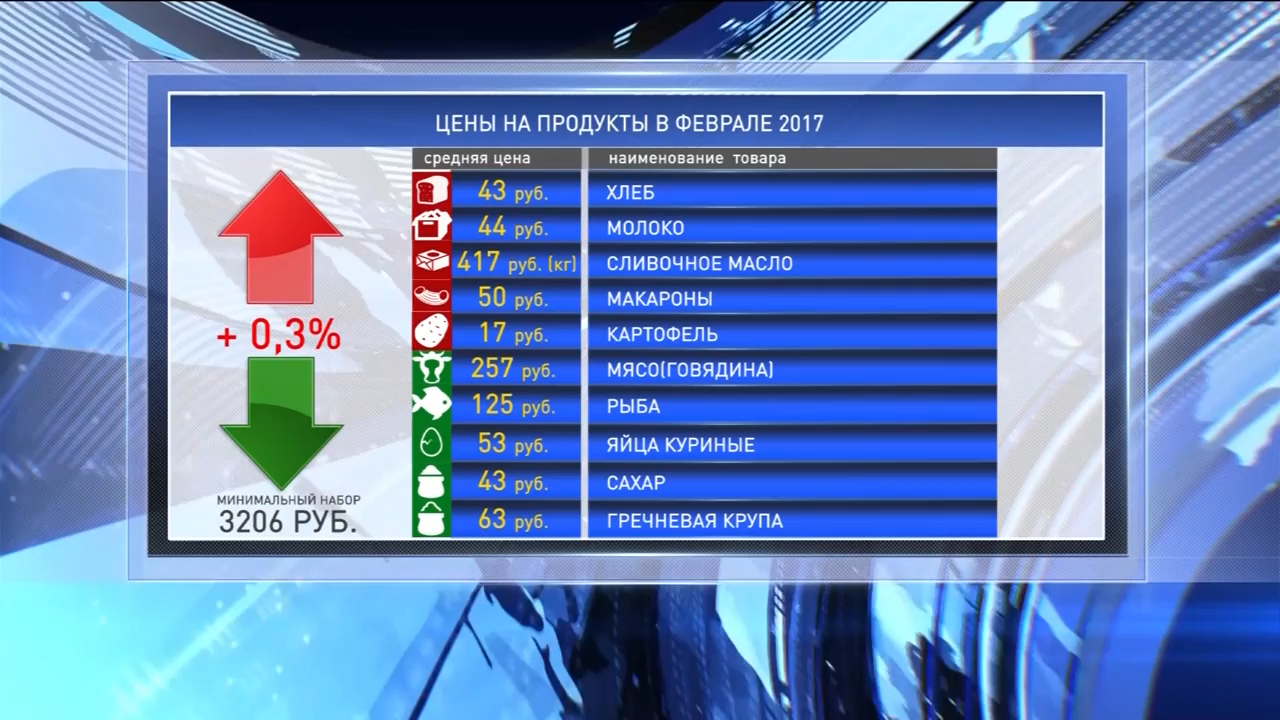 ЦЕНЫ НА ПРОДУКТЫ В ФЕВРАЛЕ 2017
средняя цена наименование товара
43 руб. ХЛЕБ
44 руб. МОЛОКО
417 руб. (кг) СЛИВОЧНОЕ МАСЛО
50 руб. МАКАРОНЫ
17 руб. КАРТОФЕЛЬ
257 руб. МЯСО(ГОВЯДИНА)
125 руб. РЫБА
53 руб. ЯЙЦА КУРИНЫЕ
43 руб. САХАР
63 руб. ГРЕЧНЕВАЯ КРУПА
+ 0,3%
МИНИМАЛЬНЫЙ НАБОР
3206 РУБ.